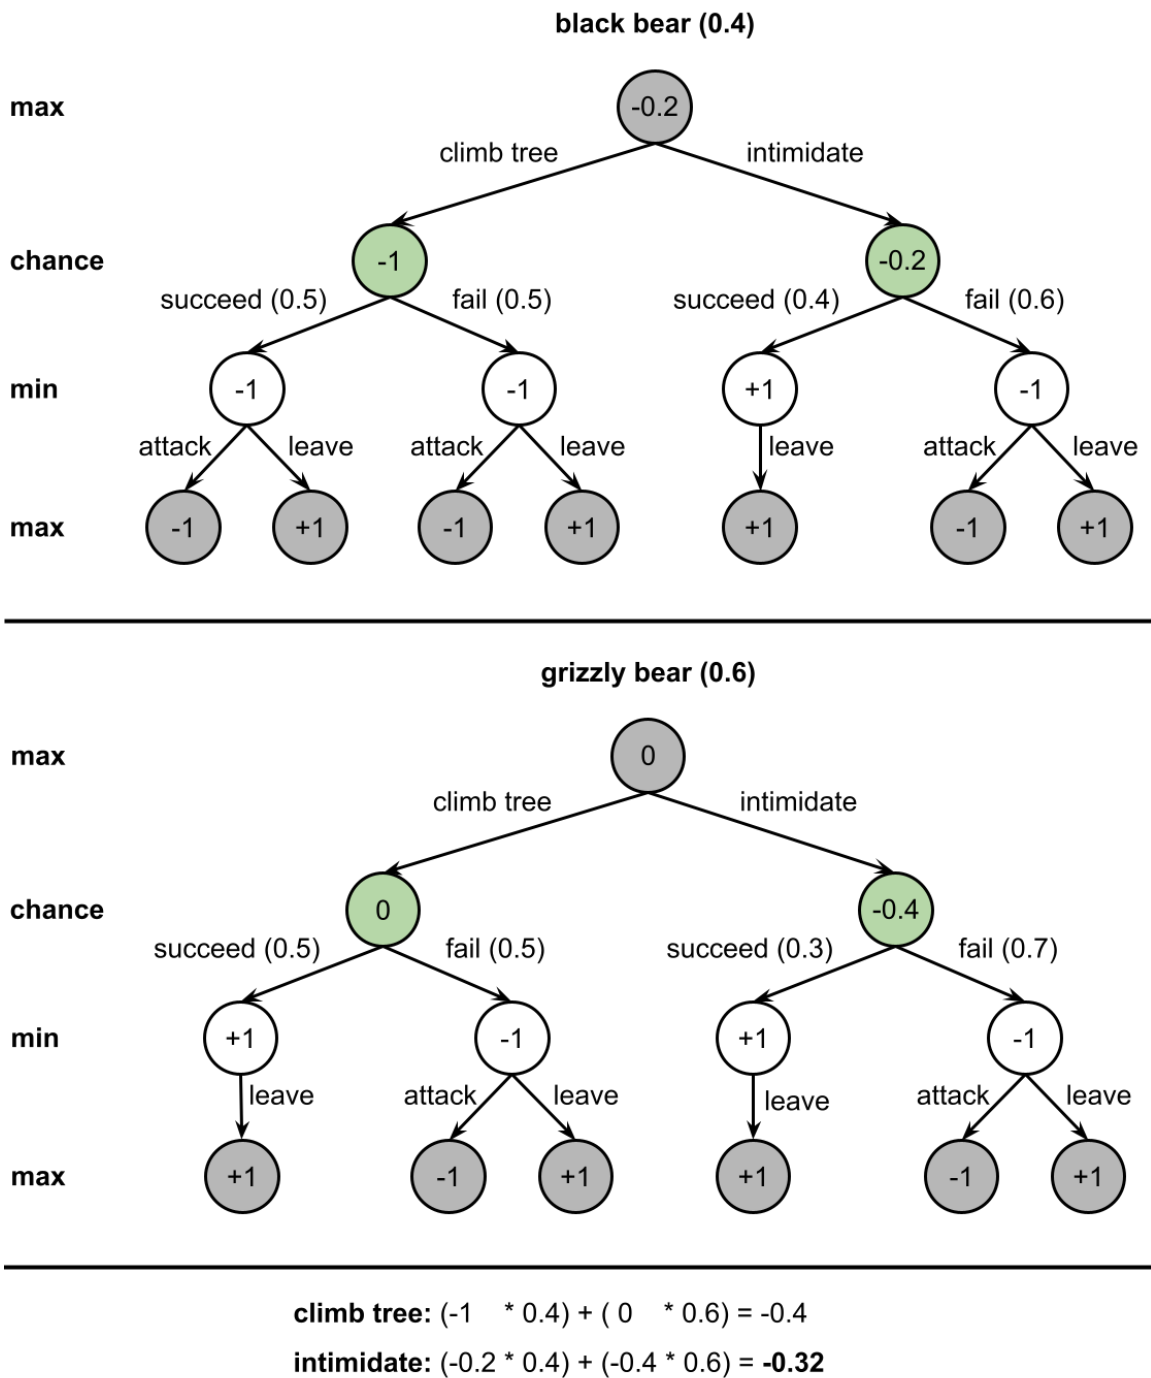 black bear (0.4)
max
-0.2
climb tree intimidate
chance
-1 -0.2
succeed (0.5) fail (0.5) succeed (0.4) fail (0.6)
min
-1 -1 +1 -1
attack leave attack leave leave attack leave
max
-1 +1 -1 +1 +1 -1 +1
grizzly bear (0.6)
max
0
climb tree intimidate
chance
0 -0.4
succeed (0.5) fail (0.5) succeed (0.3) fail (0.7)
min
+1 -1 +1 -1
leave attack leave leave attack leave
max
+1 -1 +1 +1 -1 +1
climb tree: (-1 * 0.4) + ( 0 * 0.6) = -0.4
intimidate: (-0.2 * 0.4) + (-0.4 * 0.6) = -0.32